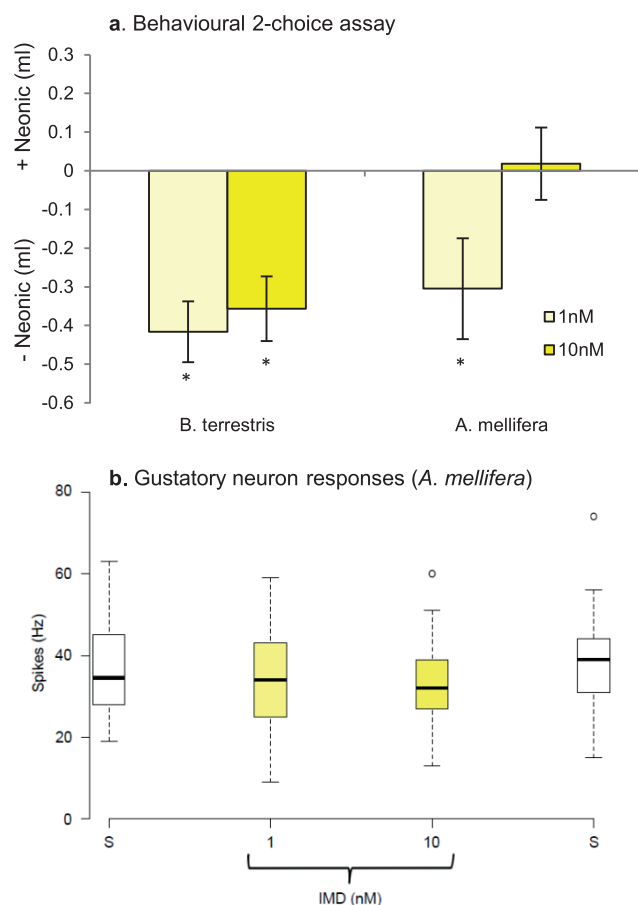 a. Behavioural 2-choice assay
+ Neonic (ml)
- Neonic (ml)
0.3
0.2
0.1
0
-0.1
-0.2
-0.3
-0.4
-0.5
-0.6
* * *
1nM
10nM
B. terrestris A. mellifera
b. Gustatory neuron responses (A. mellifera)
Spikes (Hz)
80
60
40
20
0
S 1 10 S
IMD (nM)